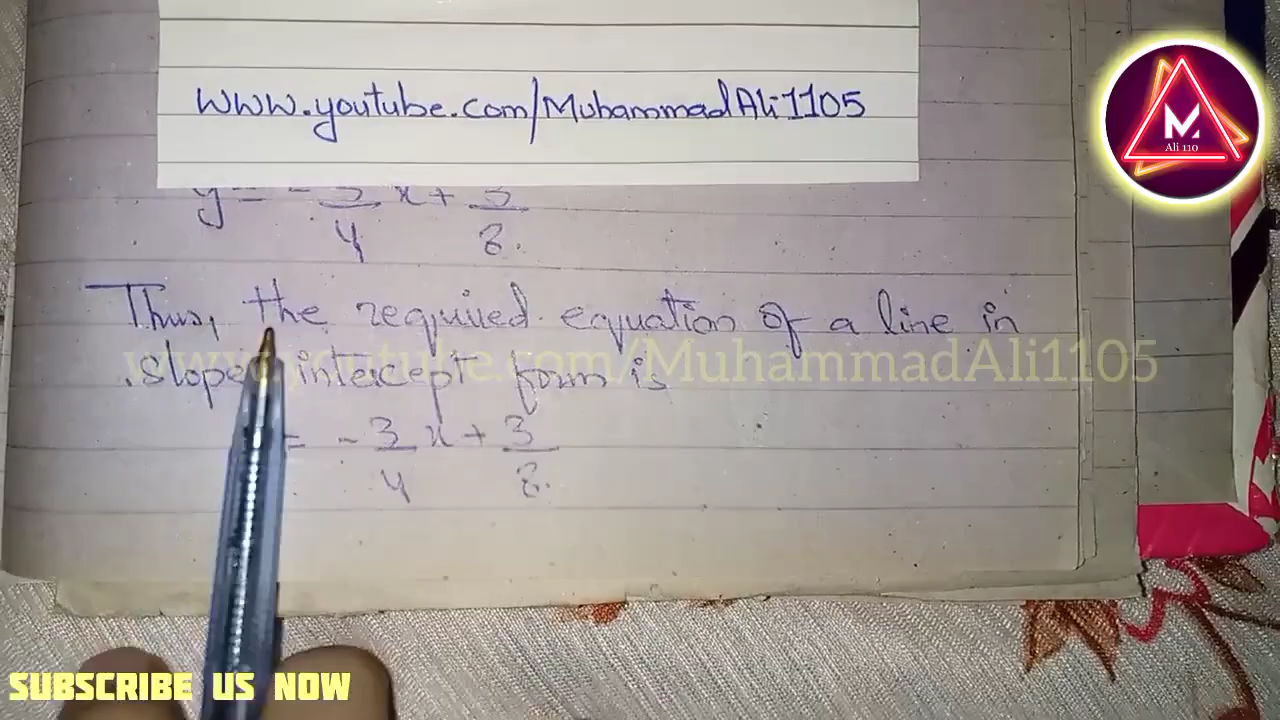 www.youtube.com/MuhammadAli1105
M
Ali 110
y = - 3/4 x + 3/8.
Thus, the required equation of a line in
www.youtube.com/MuhammadAli1105
slope intercept form is
= - 3/4 x + 3/8.
SUBSCRIBE US NOW